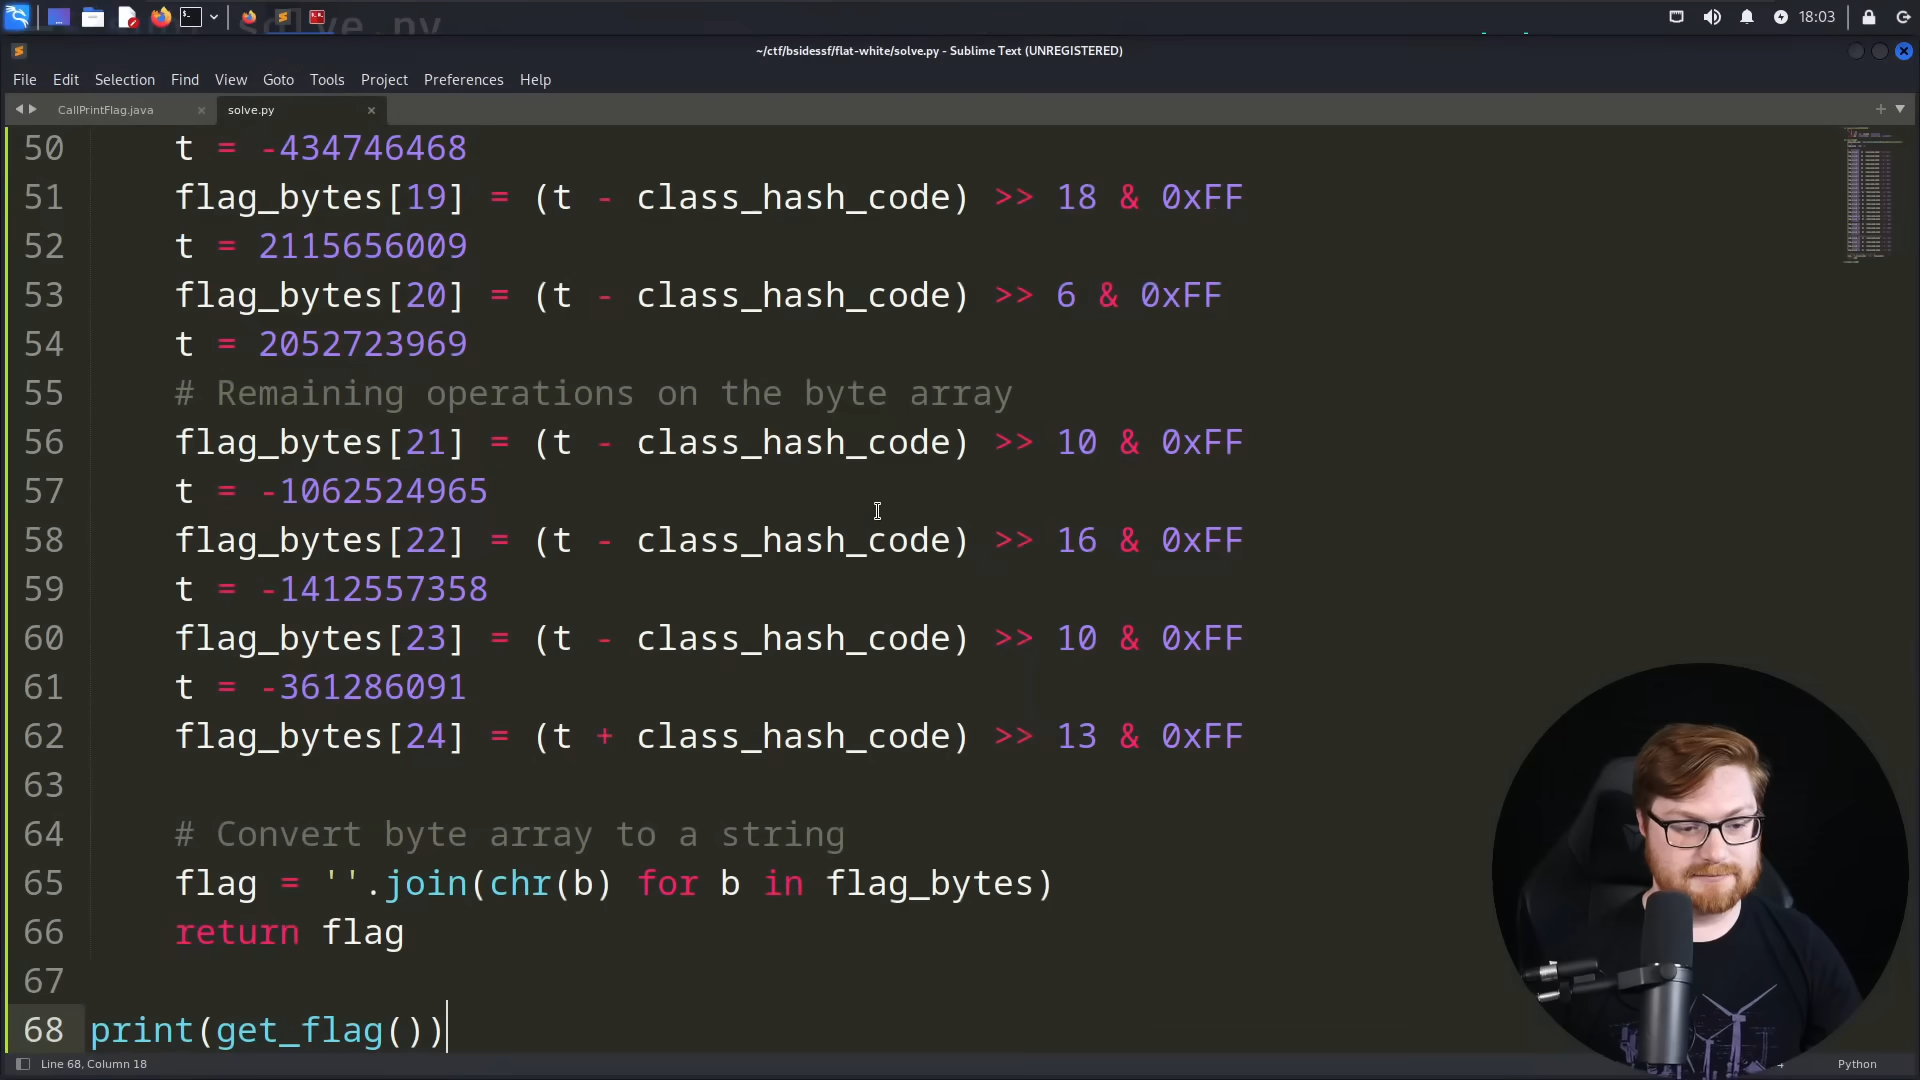 18:03
~/ctf/bsidessf/flat-white/solve.py - Sublime Text (UNREGISTERED)
File Edit Selection Find View Goto Tools Project Preferences Help
CallPrintFlag.java × solve.py ×
50 t = -434746468
51 flag_bytes[19] = (t - class_hash_code) >> 18 & 0xFF
52 t = 2115656009
53 flag_bytes[20] = (t - class_hash_code) >> 6 & 0xFF
54 t = 2052723969
55 # Remaining operations on the byte array
56 flag_bytes[21] = (t - class_hash_code) >> 10 & 0xFF
57 t = -1062524965
58 flag_bytes[22] = (t - class_hash_code) >> 16 & 0xFF
59 t = -1412557358
60 flag_bytes[23] = (t - class_hash_code) >> 10 & 0xFF
61 t = -361286091
62 flag_bytes[24] = (t + class_hash_code) >> 13 & 0xFF
63
64 # Convert byte array to a string
65 flag = ''.join(chr(b) for b in flag_bytes)
66 return flag
67
68 print(get_flag())
Line 68, Column 18
Python